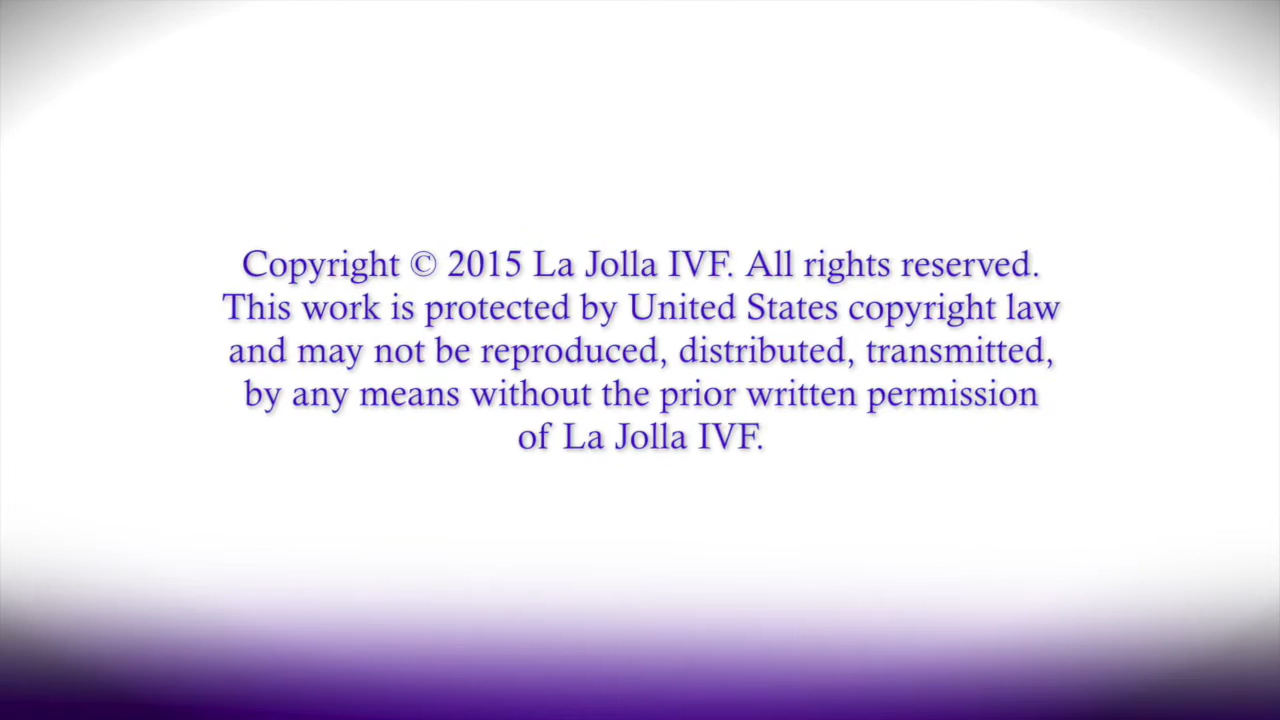 Copyright © 2015 La Jolla IVF. All rights reserved.
This work is protected by United States copyright law
and may not be reproduced, distributed, transmitted,
by any means without the prior written permission
of La Jolla IVF.